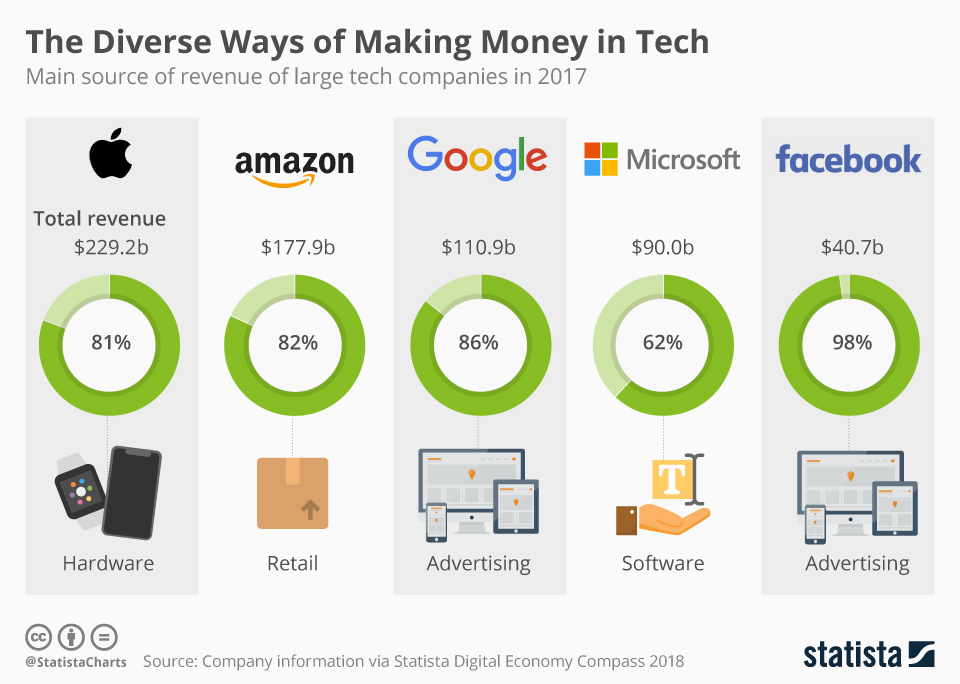 The Diverse Ways of Making Money in Tech
Main source of revenue of large tech companies in 2017
amazon
Google
Microsoft
facebook
Total revenue
$229.2b
$177.9b
$110.9b
$90.0b
$40.7b
81%
82%
86%
62%
98%
T
Hardware
Retail
Advertising
Software
Advertising
cc
@StatistaCharts
Source: Company information via Statista Digital Economy Compass 2018
statista